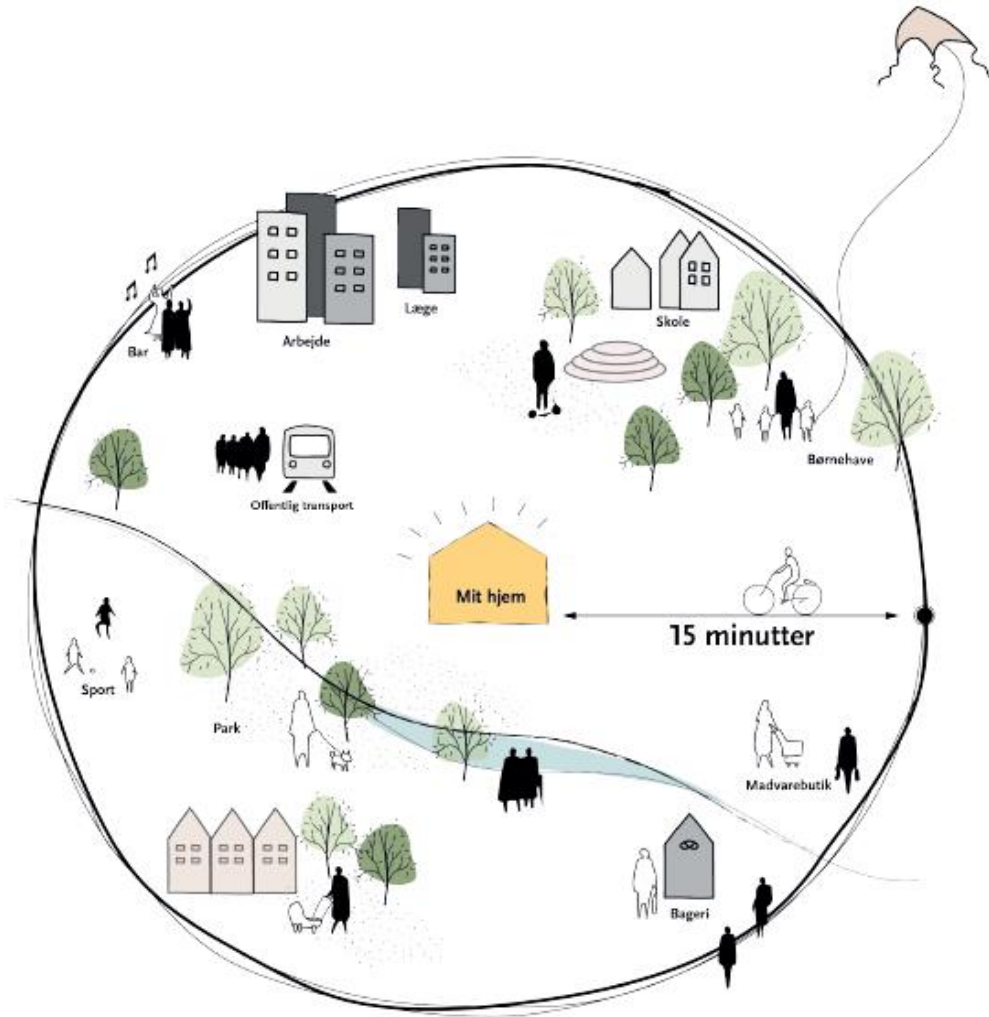 Læge
Skole
Arbejde
Bar
Børnehave
Offentlig transport
Mit hjem
15 minutter
Sport
Park
Madvarebutik
Bageri